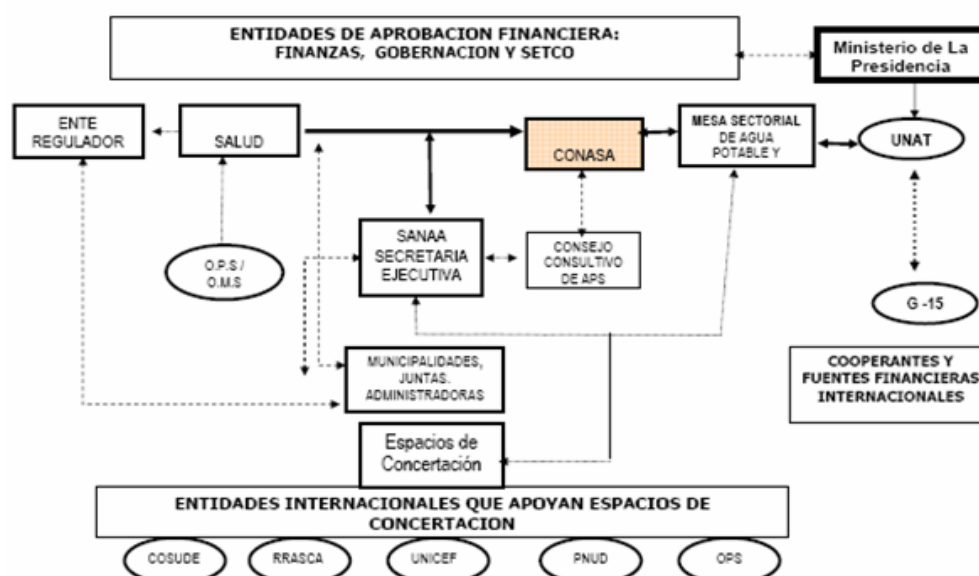 ENTIDADES DE APROBACION FINANCIERA:
FINANZAS, GOBERNACION Y SETCO
Ministerio de La
Presidencia
ENTE
REGULADOR
SALUD
CONASA
MESA SECTORIAL
DE AGUA
POTABLE Y
UNAT
O.P.S /
O.M.S
SANAA
SECRETARIA
EJECUTIVA
CONSEJO
CONSULTIVO
DE APS
G -15
MUNICIPALIDADES,
JUNTAS.
ADMINISTRADORAS
COOPERANTES Y
FUENTES FINANCIERAS
INTERNACIONALES
Espacios de
Concertación
ENTIDADES INTERNACIONALES QUE APOYAN ESPACIOS DE
CONCERTACION
COSUDE
RRASCA
UNICEF
PNUD
OPS